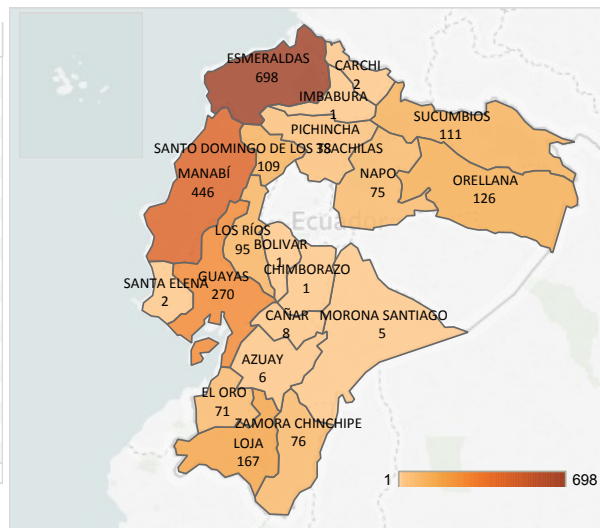 ESMERALDAS
698
CARCHI
2
IMBABURA
1
SUCUMBIOS
111
PICHINCHA
38
SANTO DOMINGO DE LOS TSACHILAS
109
MANABÍ
446
NAPO
75
ORELLANA
126
Ecuador
LOS RÍOS
95
BOLIVAR
1
CHIMBORAZO
1
SANTA ELENA
2
GUAYAS
270
CAÑAR
8
MORONA SANTIAGO
5
AZUAY
6
EL ORO
71
ZAMORA CHINCHIPE
76
LOJA
167
1
698